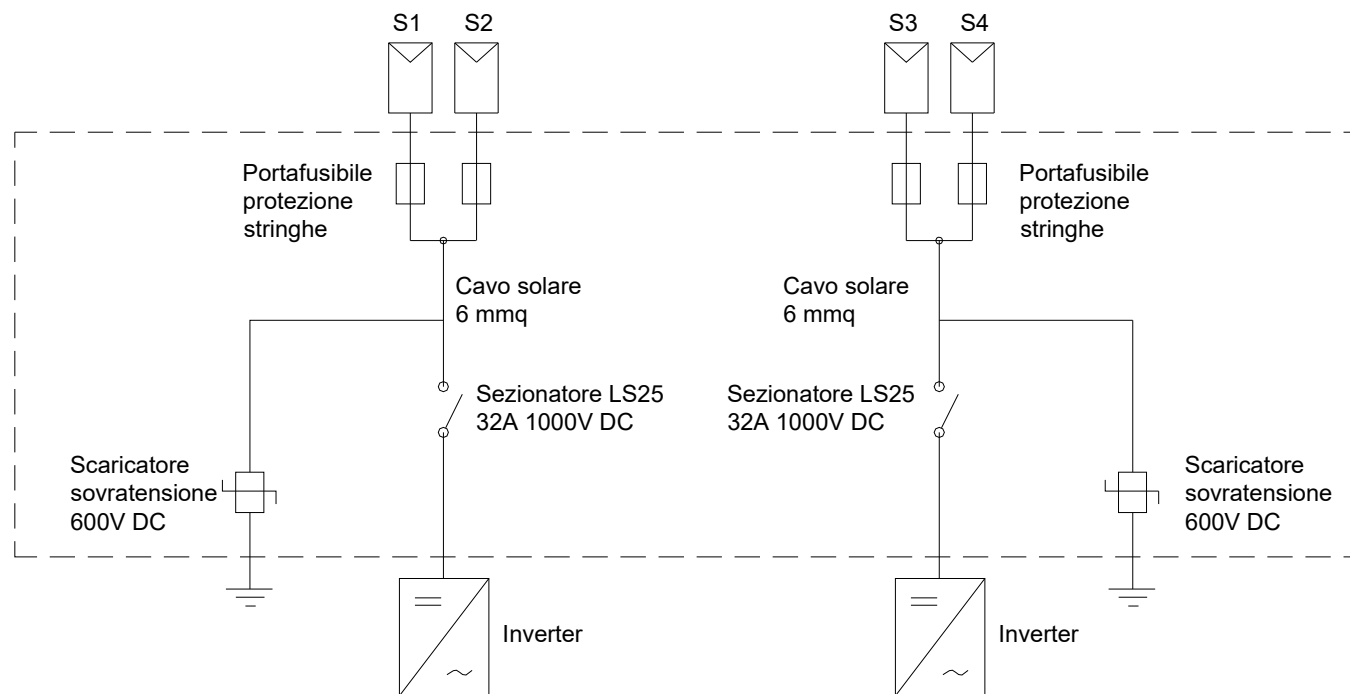 S1
S2
S3
S4
Portafusibile
protezione
stringhe
Portafusibile
protezione
stringhe
Cavo solare
6 mmq
Cavo solare
6 mmq
Sezionatore LS25
32A 1000V DC
Sezionatore LS25
32A 1000V DC
Scaricatore
sovratensione
600V DC
Scaricatore
sovratensione
600V DC
Inverter
Inverter